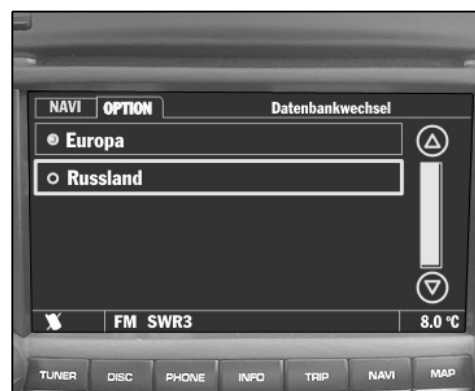 NAVI OPTION Datenbankwechsel
Europa
Russland
FM SWR3 8.0 °C
TUNER DISC PHONE INFO TRIP NAVI MAP